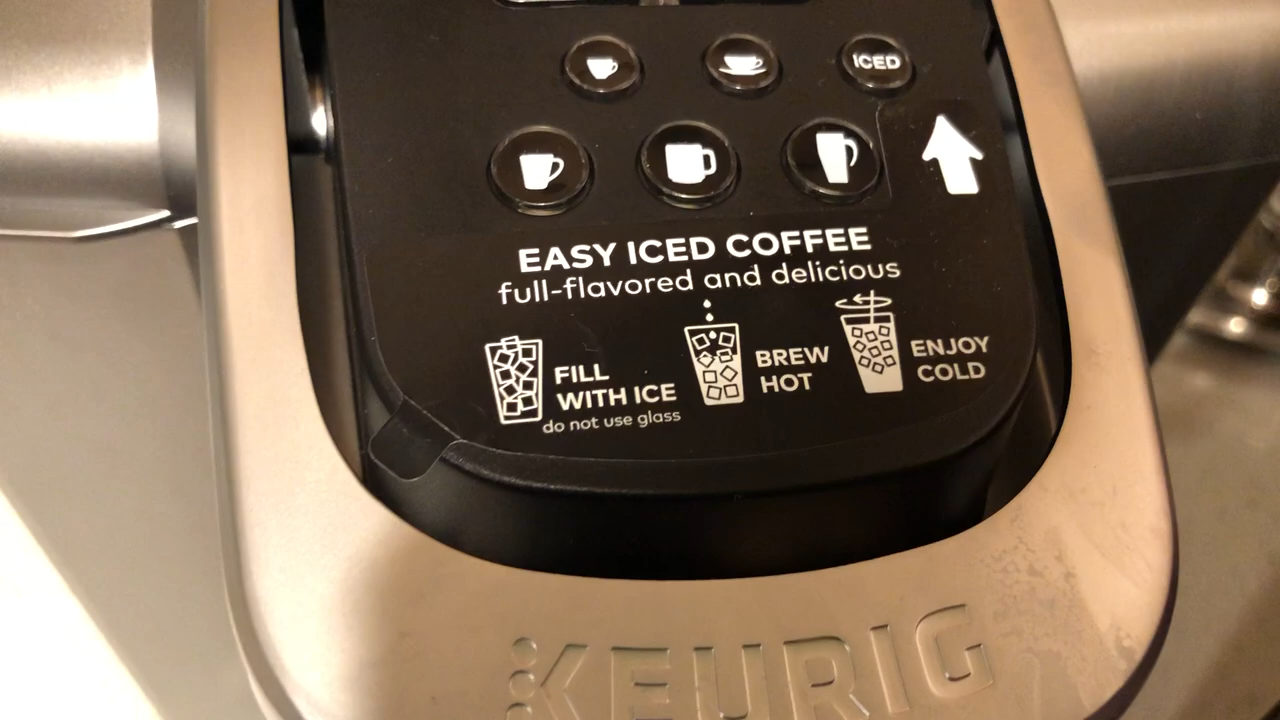 ICED
EASY ICED COFFEE
full-flavored and delicious
FILL
WITH ICE
do not use glass
BREW
HOT
ENJOY
COLD
KEURIG